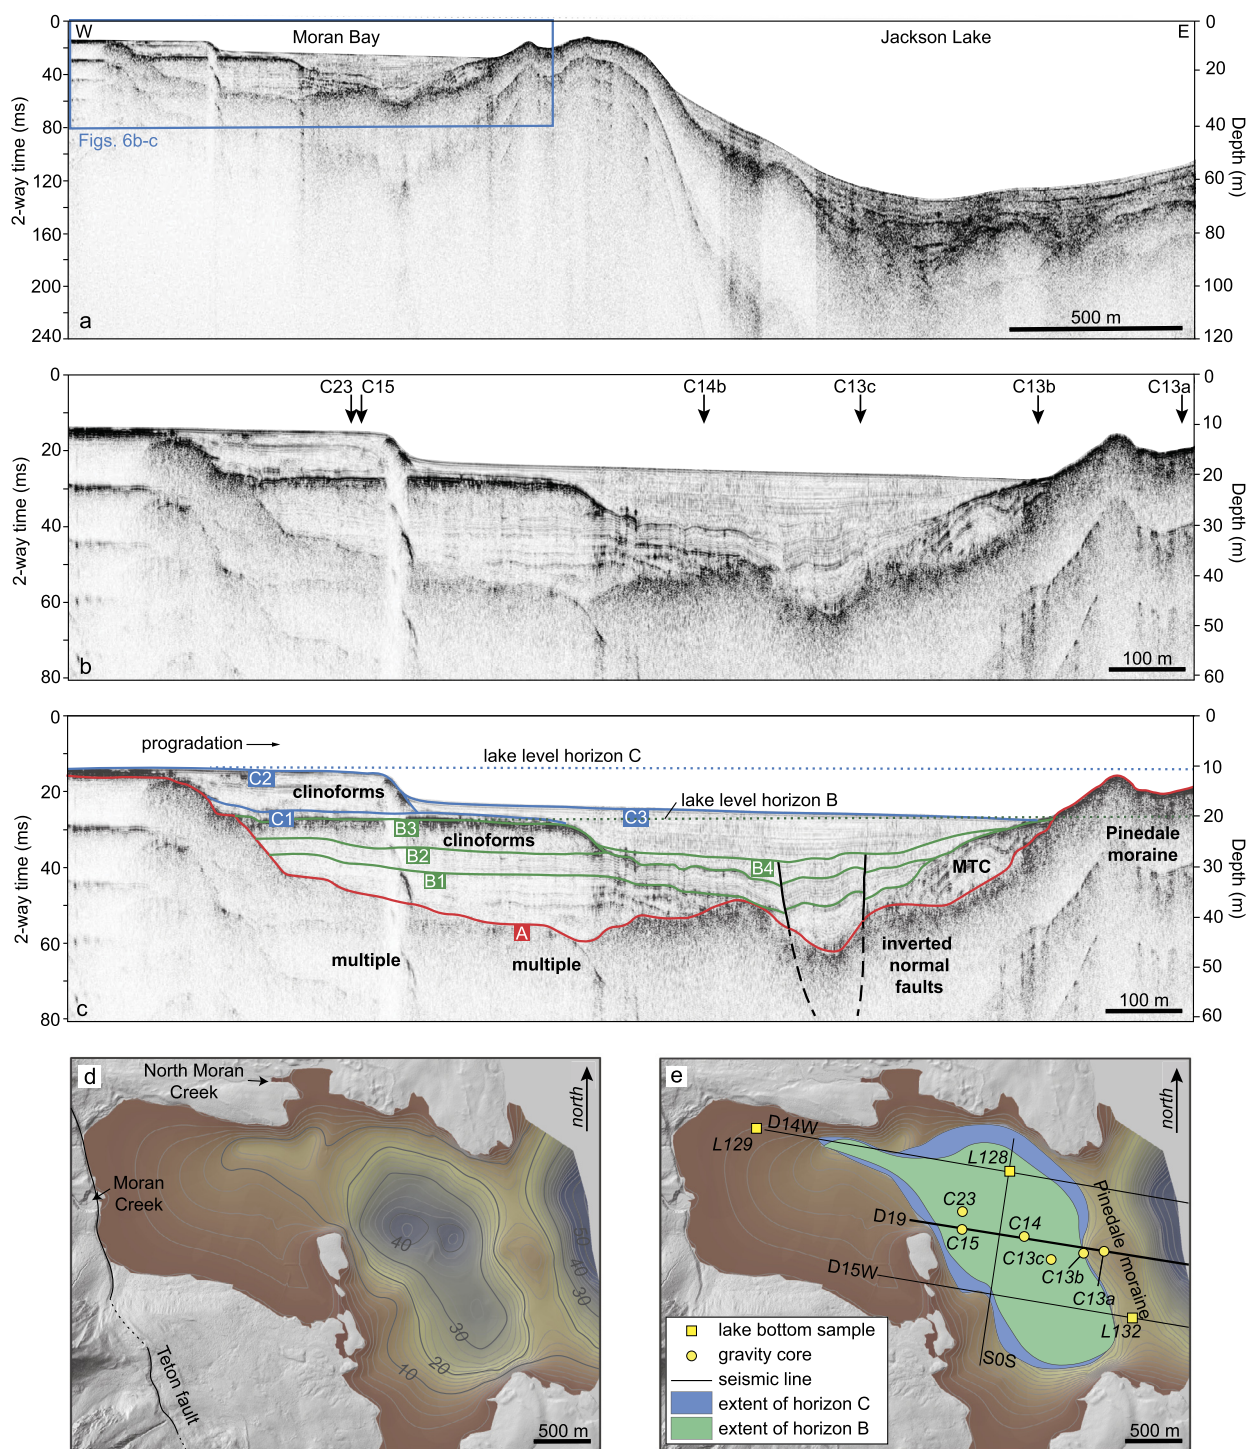 0
W
Moran Bay
Jackson Lake
E
0
40
20
80
40
Figs. 6b-c
120
60
160
80
200
100
240
120
2-way time (ms)
Depth (m)
500 m
a
0
C23
C15
C14b
C13c
C13b
C13a
0
10
20
20
40
30
40
60
50
80
60
2-way time (ms)
Depth (m)
100 m
b
0
0
progradation
lake level horizon C
10
C2
clinoforms
20
lake level horizon B
20
C1
C3
B3
clinoforms
Pinedale
moraine
B2
B4
MTC
30
40
B1
A
40
60
multiple
multiple
inverted
normal
faults
50
80
60
2-way time (ms)
Depth (m)
100 m
c
d
North Moran
Creek
north
Moran
Creek
40
30
20
10
50
40
30
Teton fault
500 m
e
north
L129
D14W
L128
C23
D19
C15
C14
C13c
C13b
C13a
D15W
Pinedale
moraine
L132
S0S
lake bottom sample
gravity core
seismic line
extent of horizon C
extent of horizon B
500 m